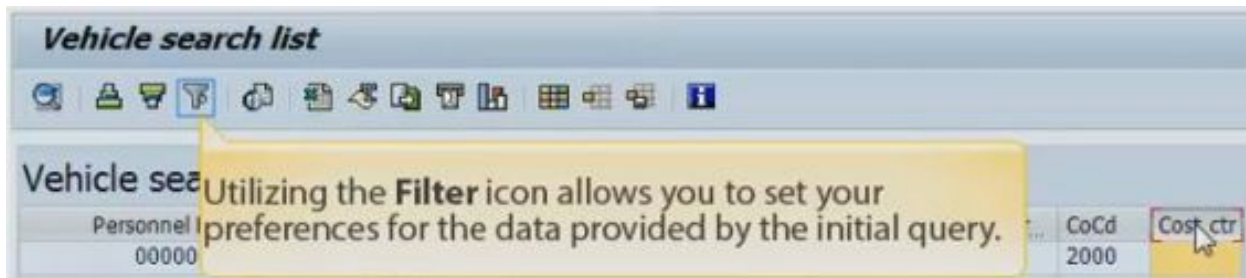 Vehicle search list
Vehicle sea
Utilizing the Filter icon allows you to set your
preferences for the data provided by the initial query.
Personnel
CoCd
Cost ctr
00000
2000